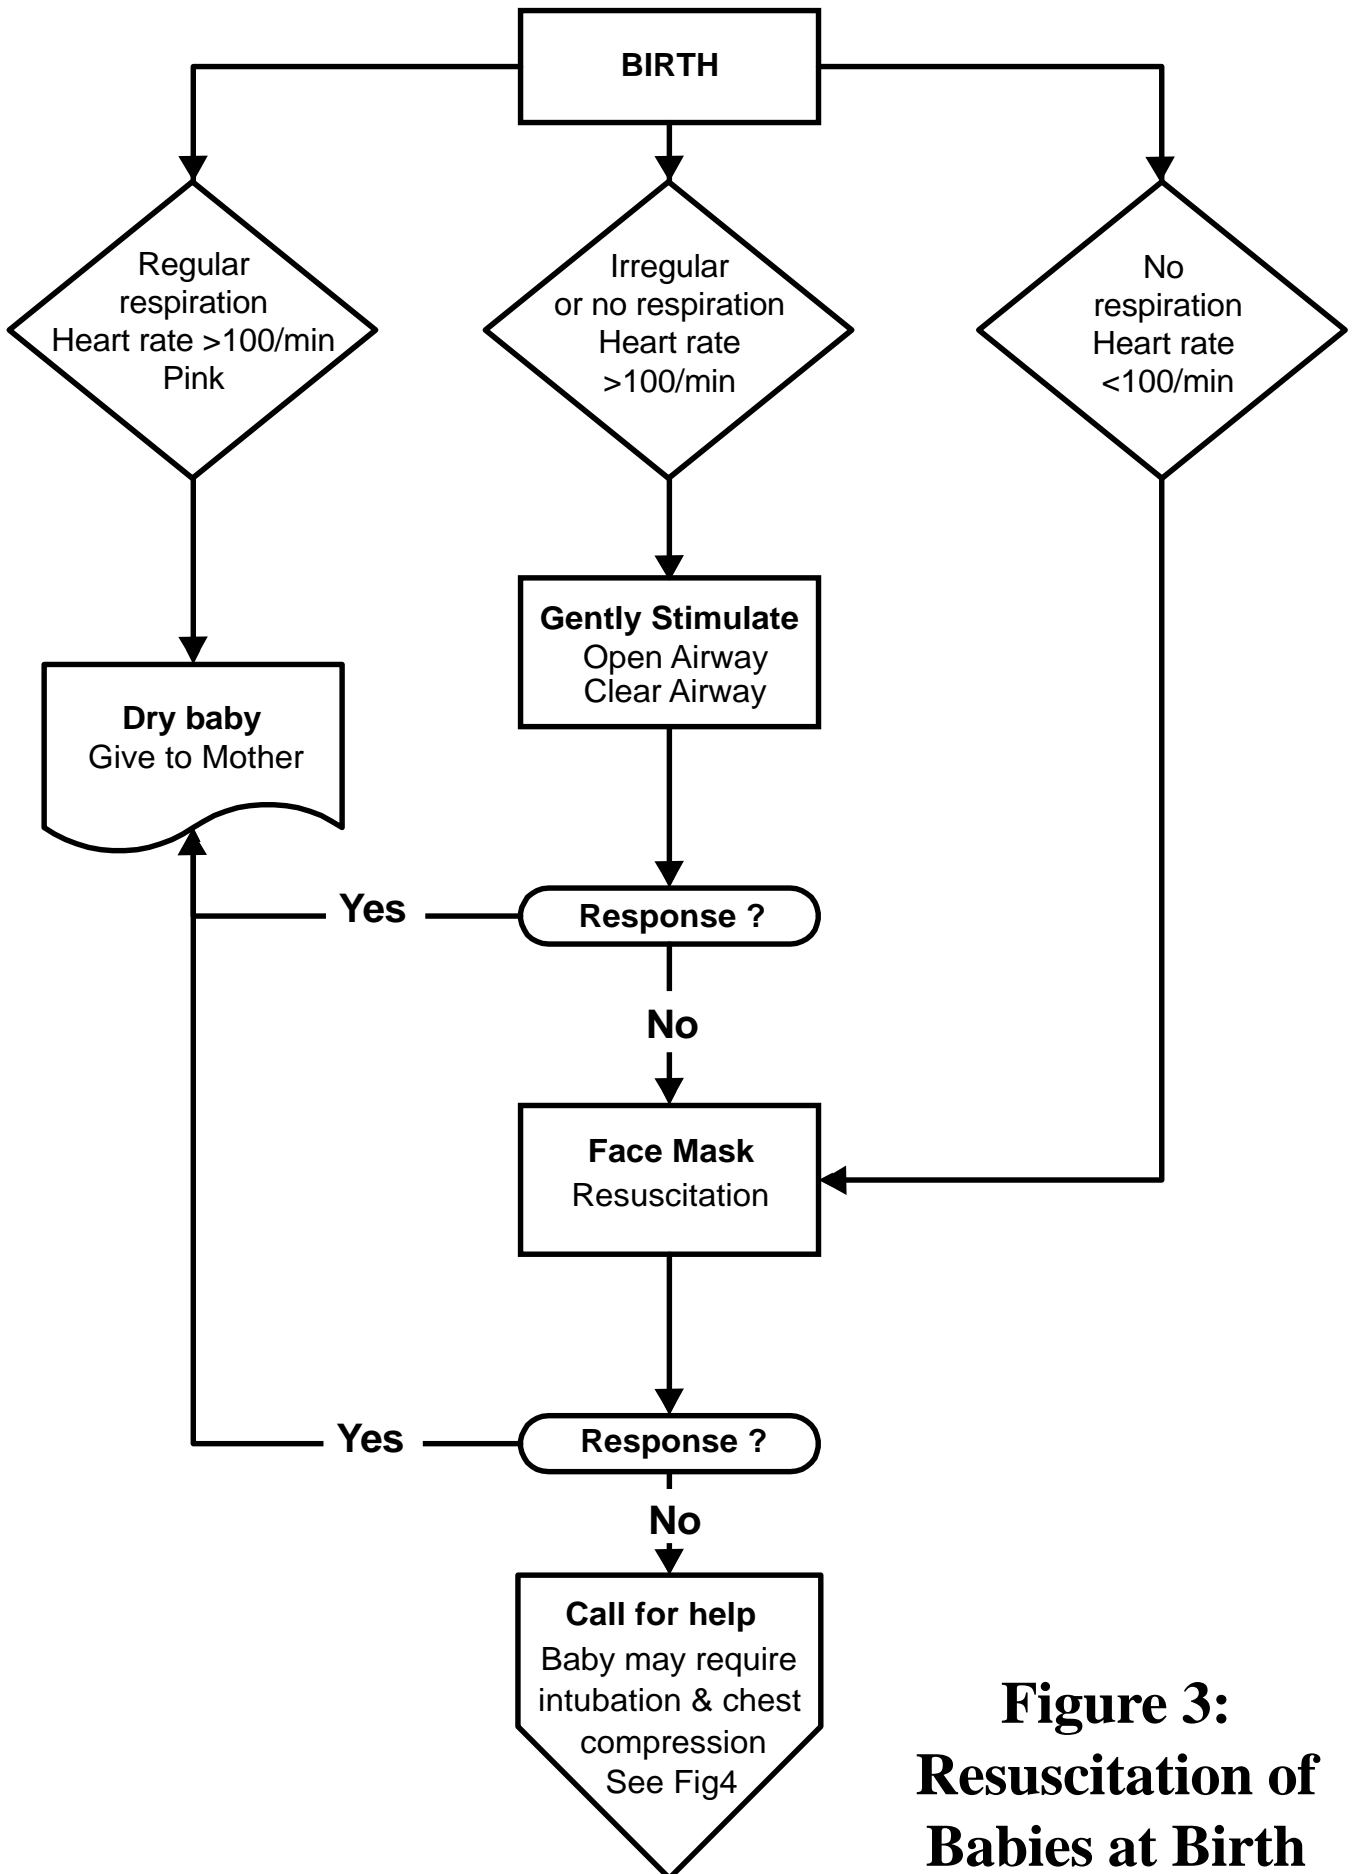 BIRTH
Regular
respiration
Heart rate >100/min
Pink
Irregular
or no respiration
Heart rate
>100/min
No
respiration
Heart rate
<100/min
Gently Stimulate
Open Airway
Clear Airway
Dry baby
Give to Mother
Yes
Response ?
No
Face Mask
Resuscitation
Yes
Response ?
No
Call for help
Baby may require
intubation & chest
compression
See Fig4
Figure 3:
Resuscitation of
Babies at Birth